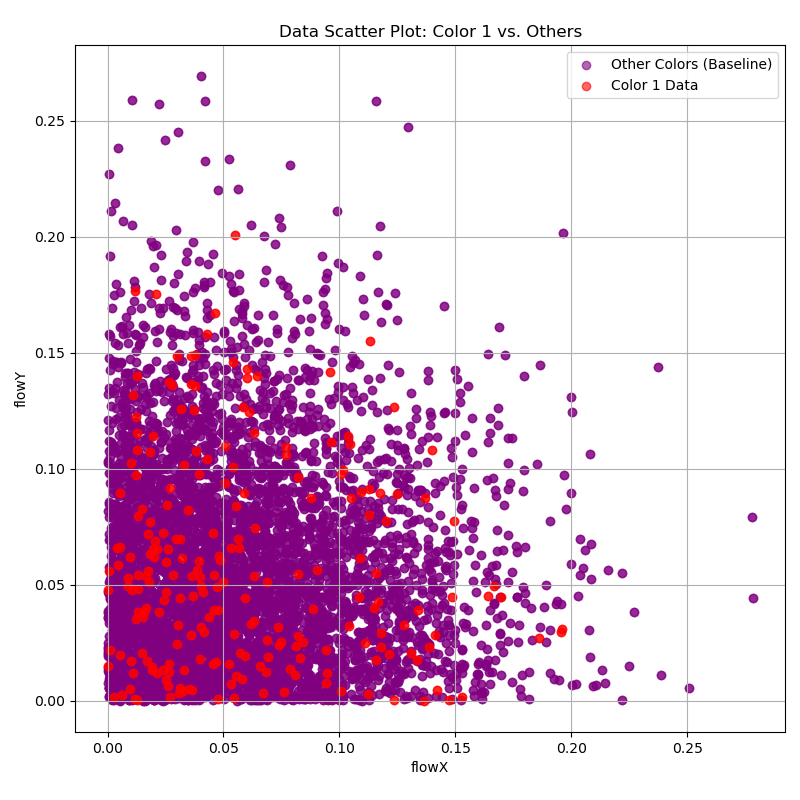 Data Scatter Plot: Color 1 vs. Others
Other Colors (Baseline)
Color 1 Data
0.25
0.20
0.15
0.10
0.05
0.00
flowY
0.00 0.05 0.10 0.15 0.20 0.25
flowX